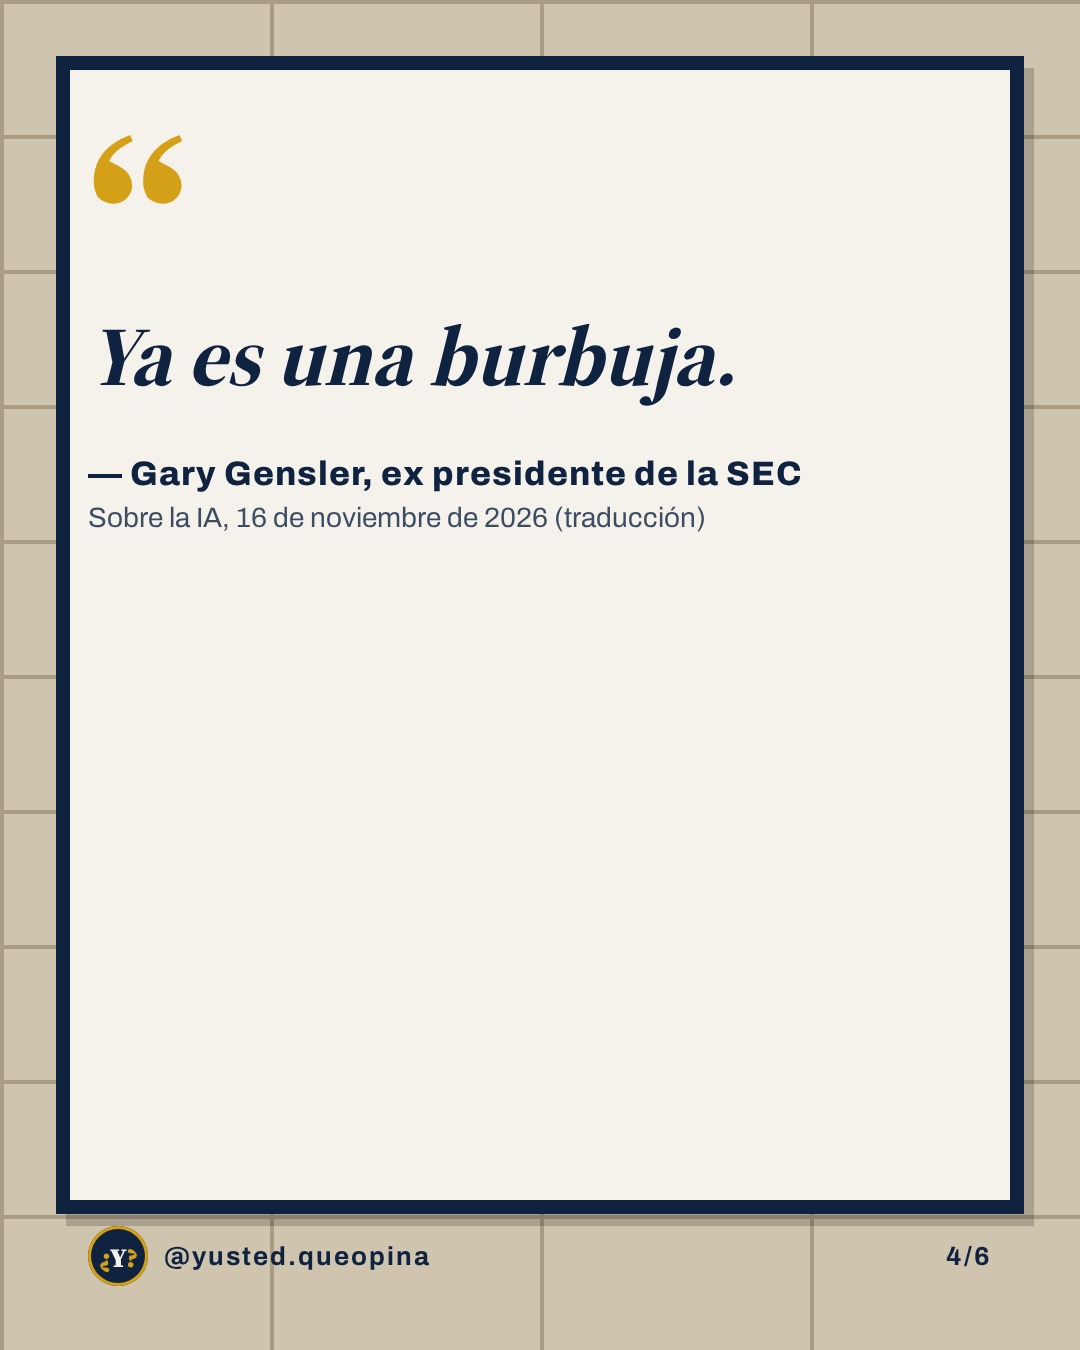 “
Ya es una burbuja.
— Gary Gensler, ex presidente de la SEC
Sobre la IA, 16 de noviembre de 2026 (traducción)
¿Y?
@yusted.queopina
4/6